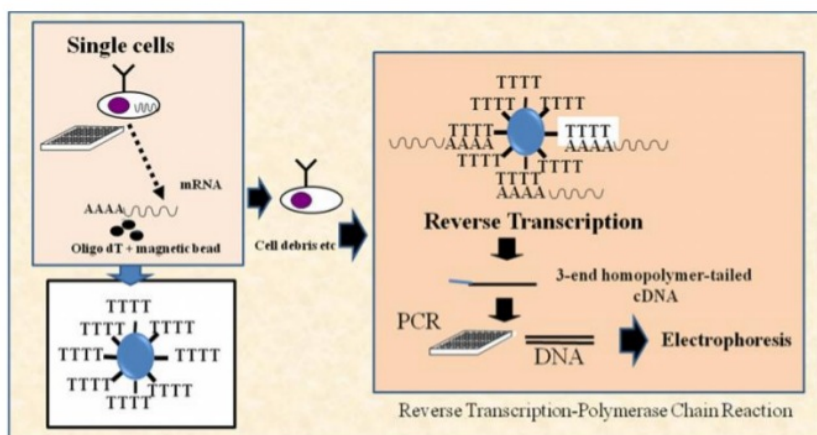 Single cells
mRNA
AAAA
Oligo dT + magnetic bead
TTTT
TTTT TTTT
TTTT TTTT
TTTT TTTT
TTTT
Cell debris etc
TTTT
TTTT TTTT
TTTT TTTT
AAAA AAAA
TTTT TTTT
TTTT
AAAA
Reverse Transcription
3-end homopolymer-tailed
cDNA
PCR
DNA
Electrophoresis
Reverse Transcription-Polymerase Chain Reaction